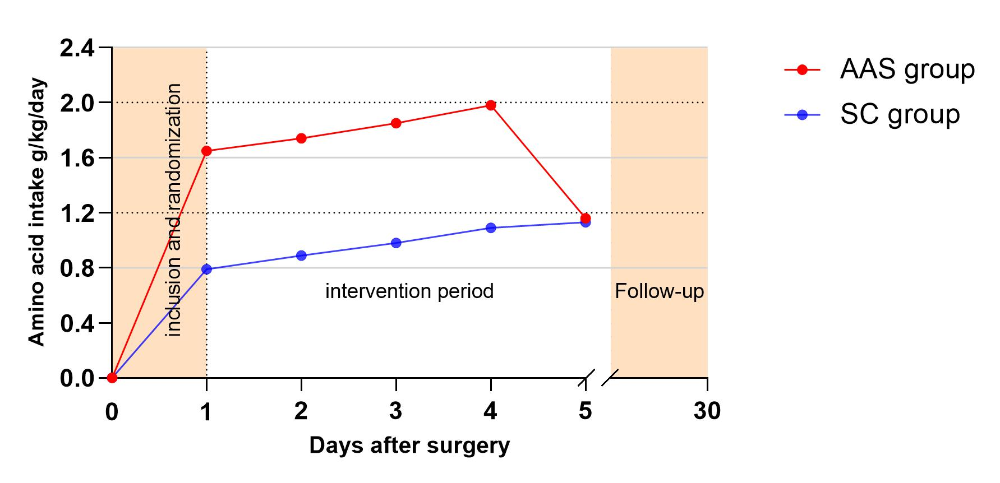 2.4
2.0
1.6
1.2
0.8
0.4
0.0
Amino acid intake g/kg/day
inclusion and randomization
intervention period
Follow-up
0 1 2 3 4 5 30
Days after surgery
AAS group
SC group